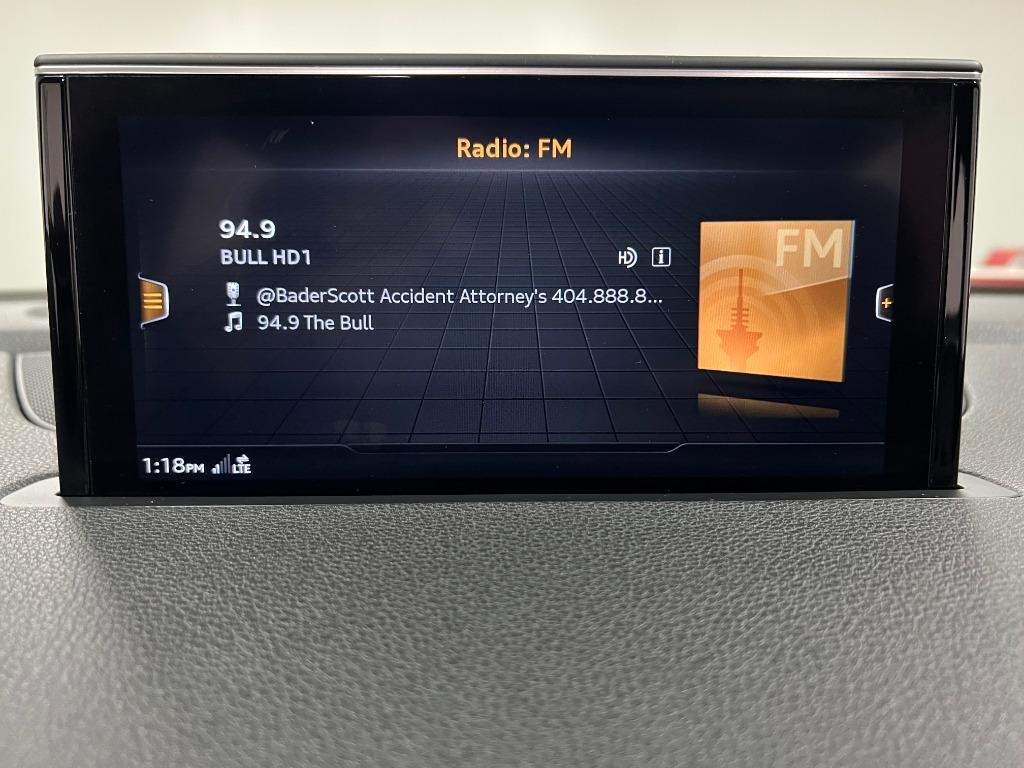 Radio: FM
94.9
BULL HD1
HD i
FM
@BaderScott Accident Attorney's 404.888.8...
94.9 The Bull
1:18PM LTE